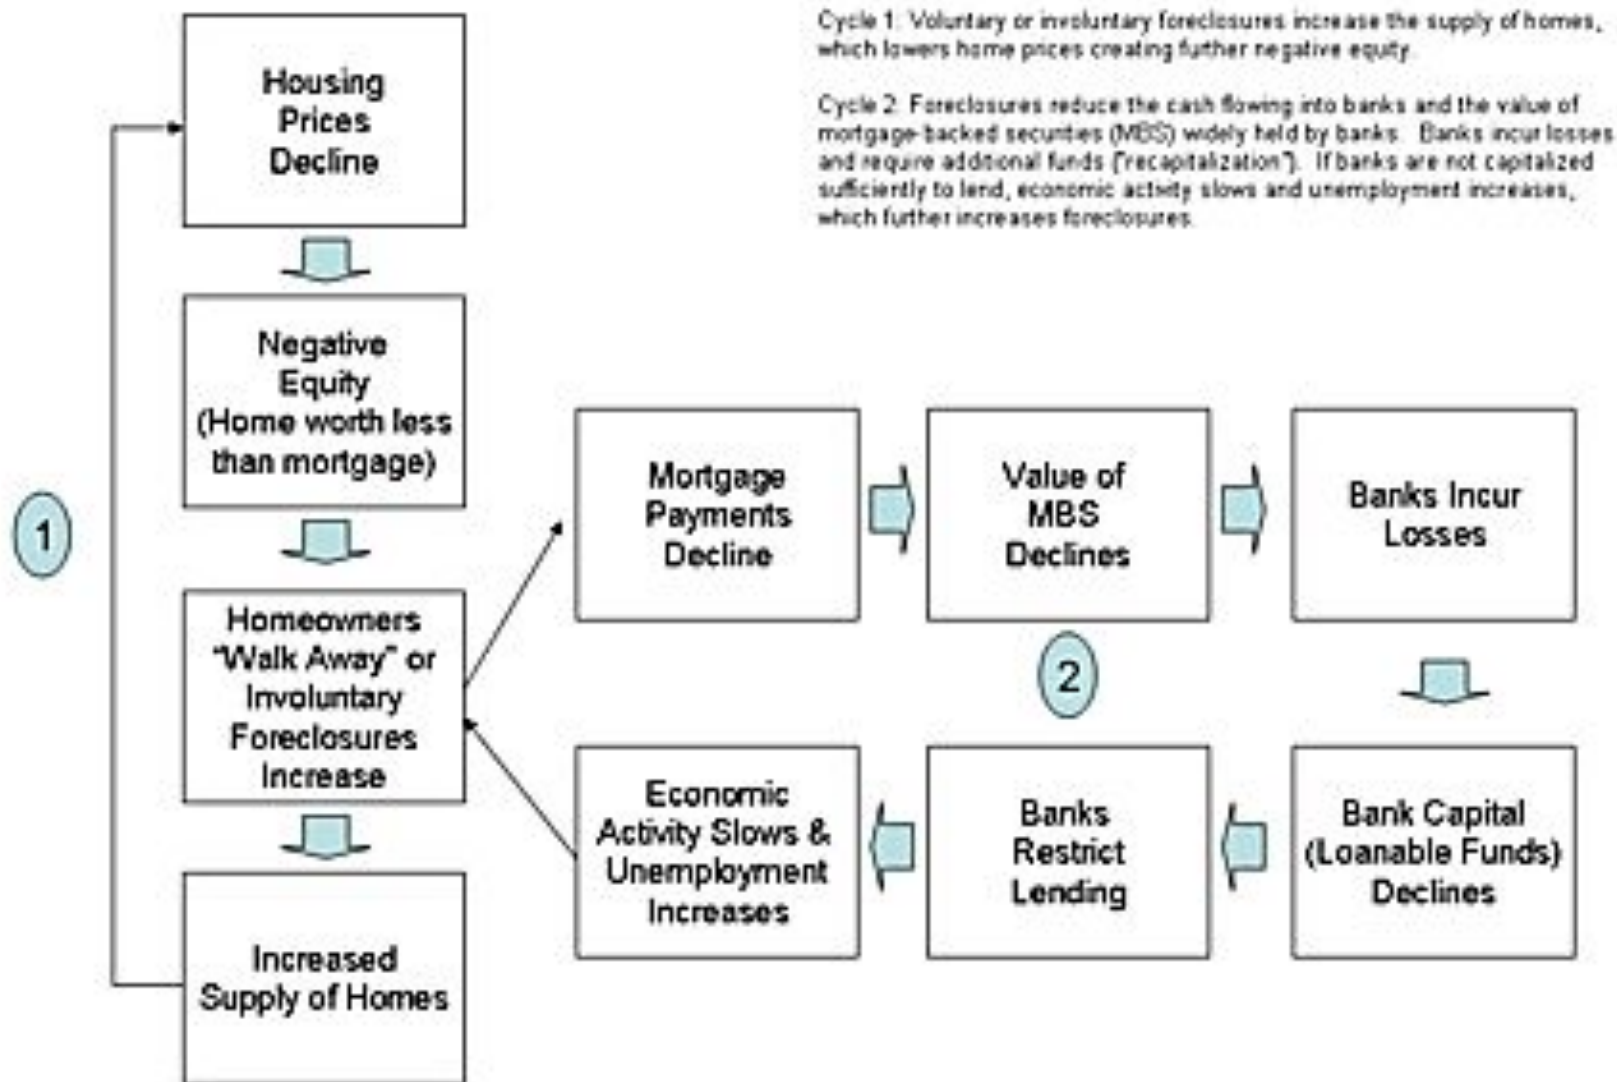 Cycle 1: Voluntary or involuntary foreclosures increase the supply of homes,
which lowers home prices creating further negative equity.
Cycle 2: Foreclosures reduce the cash flowing into banks and the value of
mortgage-backed securities (MBS) widely held by banks. Banks incur losses
and require additional funds ("recapitalization"). If banks are not capitalized
sufficiently to lend, economic activity slows and unemployment increases,
which further increases foreclosures.
Housing
Prices
Decline
Negative
Equity
(Home worth less
than mortgage)
1
Homeowners
"Walk Away" or
Involuntary
Foreclosures
Increase
Increased
Supply of Homes
Mortgage
Payments
Decline
Value of
MBS
Declines
Banks Incur
Losses
2
Economic
Activity Slows &
Unemployment
Increases
Banks
Restrict
Lending
Bank Capital
(Loanable Funds)
Declines